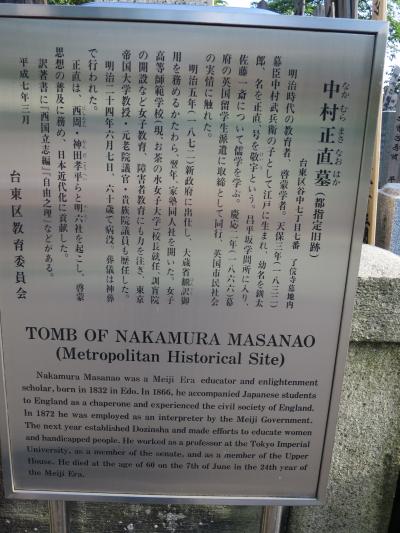 なか むら まさ なお はか
中村正直墓（都指定旧跡）
台東区谷中七丁目七番 了俒寺墓地内
明治時代の教育者、啓蒙学者。天保三年（一八三二）
幕臣中村武兵衛の子として江戸に生まれ、幼名を釧太
郎、名を正直、号を敬宇という。昌平坂学問所に入り、
佐藤一斎について儒学を学ぶ。慶応二年（一八六六）幕
府の英国留学生派遣に取締として同行、英国市民社会
の実情に触れた。
明治五年（一八七二）新政府に出仕し、大蔵省翻訳御
用を務めるかたわら、翌年、家塾同人社を開いた。女子
高等師範学校（現、お茶の水女子大学）校長就任、訓盲院
の開設など女子教育、障害者教育にも力を注ぎ、東京
帝国大学教授・元老院議官・貴族院議員も歴任した。
明治二十四年六月七日、六十歳で病没。葬儀は神葬
で行われた。
正直は、西周・神田孝平らと明六社を起こし、啓蒙
思想の普及に務め、日本近代化に貢献した。
訳著書に『西国立志編』『自由之理』などがある。
平成七年三月
台東区教育委員会
TOMB OF NAKAMURA MASANAO
(Metropolitan Historical Site)
Nakamura Masanao was a Meiji Era educator and enlightenment
scholar, born in 1832 in Edo. In 1866, he accompanied Japanese students
to England as a chaperone and experienced the civil society of England.
In 1872 he was employed as an interpreter by the Meiji Government.
The next year established Dozinsha and made efforts to educate women
and handicapped people. He worked as a professor at the Tokyo Imperial
University, as a member of the senate, and as a member of the Upper
House. He died at the age of 60 on the 7th of June in the 24th year of
the Meiji Era.